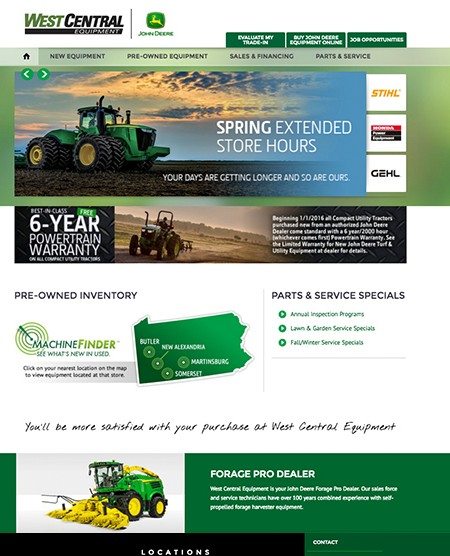 WEST CENTRAL
EQUIPMENT
JOHN DEERE
EVALUATE MY
TRADE-IN
BUY JOHN DEERE
EQUIPMENT ONLINE
JOB OPPORTUNITIES
NEW EQUIPMENT
PRE-OWNED EQUIPMENT
SALES & FINANCING
PARTS & SERVICE
SPRING EXTENDED
STORE HOURS
YOUR DAYS ARE GETTING LONGER AND SO ARE OURS.
STIHL
HONDA
Power
Equipment
GEHL
BEST-IN-CLASS
FREE
6-YEAR
POWERTRAIN
WARRANTY
ON ALL COMPACT UTILITY TRACTORS
Beginning 1/1/2016 all Compact Utility Tractors
purchased new from an authorized John Deere
Dealer come standard with a 6 year/2000 hour
(whichever comes first) Powertrain Warranty. See
the Limited Warranty for New John Deere Turf &
Utility Equipment at dealer for details.
PRE-OWNED INVENTORY
MACHINEFINDER™
SEE WHAT'S NEW IN USED.
Click on your nearest location on the map
to view equipment located at that store.
BUTLER
NEW ALEXANDRIA
MARTINSBURG
SOMERSET
PARTS & SERVICE SPECIALS
Annual Inspection Programs
Lawn & Garden Service Specials
Fall/Winter Service Specials
You'll be more satisfied with your purchase at West Central Equipment
FORAGE PRO DEALER
West Central Equipment is your John Deere Forage Pro Dealer. Our sales force
and service technicians have over 100 years combined experience with self-
propelled forage harvester equipment.
LOCATIONS
CONTACT